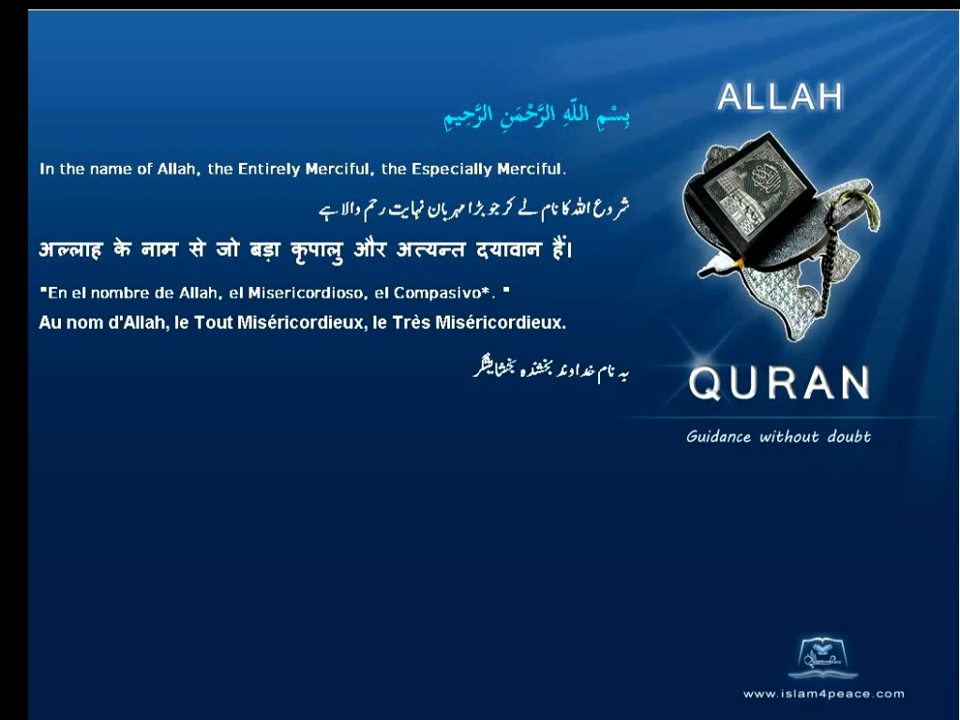 بِسْمِ اللّهِ الرَّحْمَنِ الرَّحِيمِ
In the name of Allah, the Entirely Merciful, the Especially Merciful.
شروع اللہ کا نام لے کر جو بڑا مہربان نہایت رحم والا ہے
अल्लाह के नाम से जो बड़ा कृपालु और अत्यन्त दयावान हैं।
"En el nombre de Allah, el Misericordioso, el Compasivo*. "
Au nom d'Allah, le Tout Miséricordieux, le Très Miséricordieux.
به نام خداوند بخشنده بخشایشگر
ALLAH
QURAN
Guidance without doubt
www.islam4peace.com